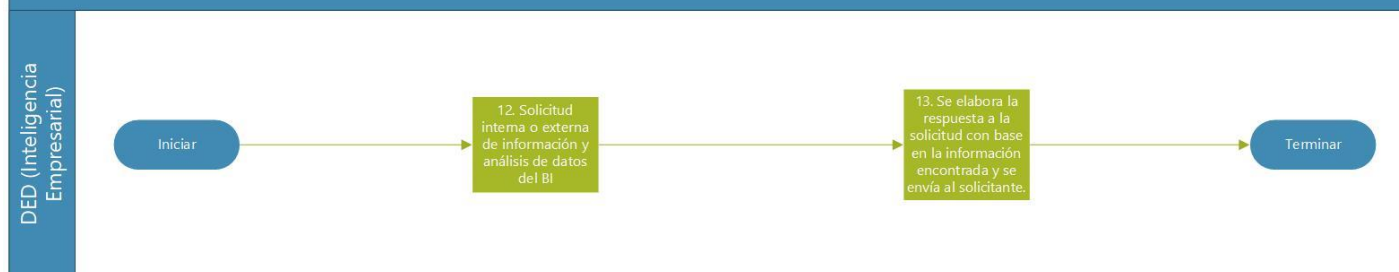 DED (Inteligencia
Empresarial)
Iniciar
12. Solicitud
interna o externa
de información y
análisis de datos
del BI
13. Se elabora la
respuesta a la
solicitud con base
en la información
encontrada y se
envía al solicitante.
Terminar